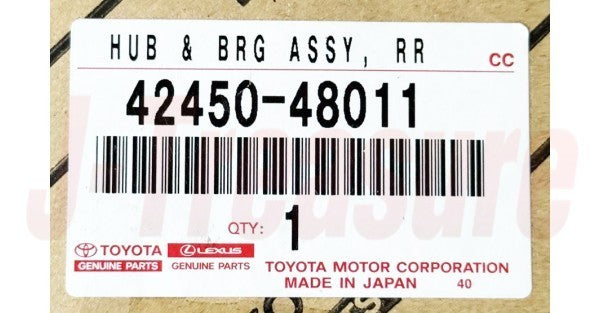 HUB & BRG ASSY, RR
CC
42450-48011
QTY: 1
TOYOTA
LEXUS
GENUINE PARTS
GENUINE PARTS
TOYOTA MOTOR CORPORATION
MADE IN JAPAN 40
J-Treasure